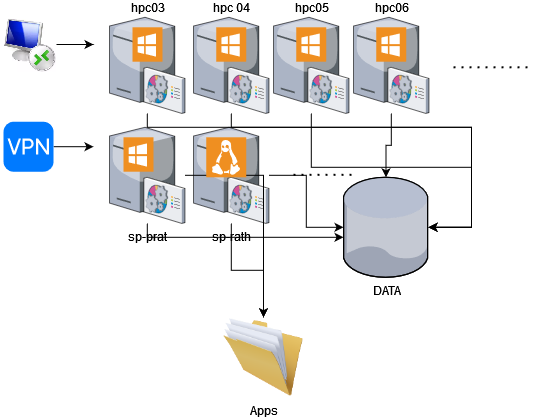 hpc03 hpc 04 hpc05 hpc06
VPN
sp-prat sp-rath
DATA
Apps